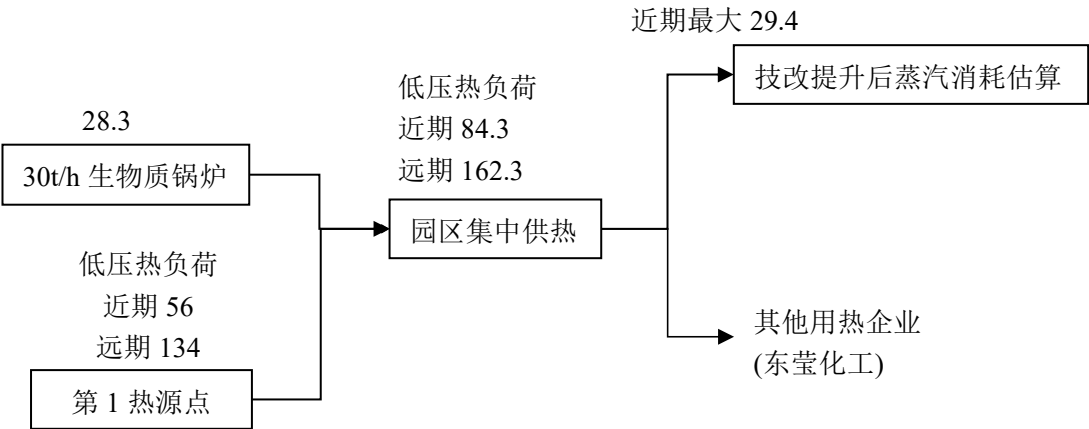 近期最大 29.4
技改提升后蒸汽消耗估算
低压热负荷
近期 84.3
远期 162.3
28.3
30t/h 生物质锅炉
园区集中供热
低压热负荷
近期 56
远期 134
第 1 热源点
其他用热企业
(东莹化工)